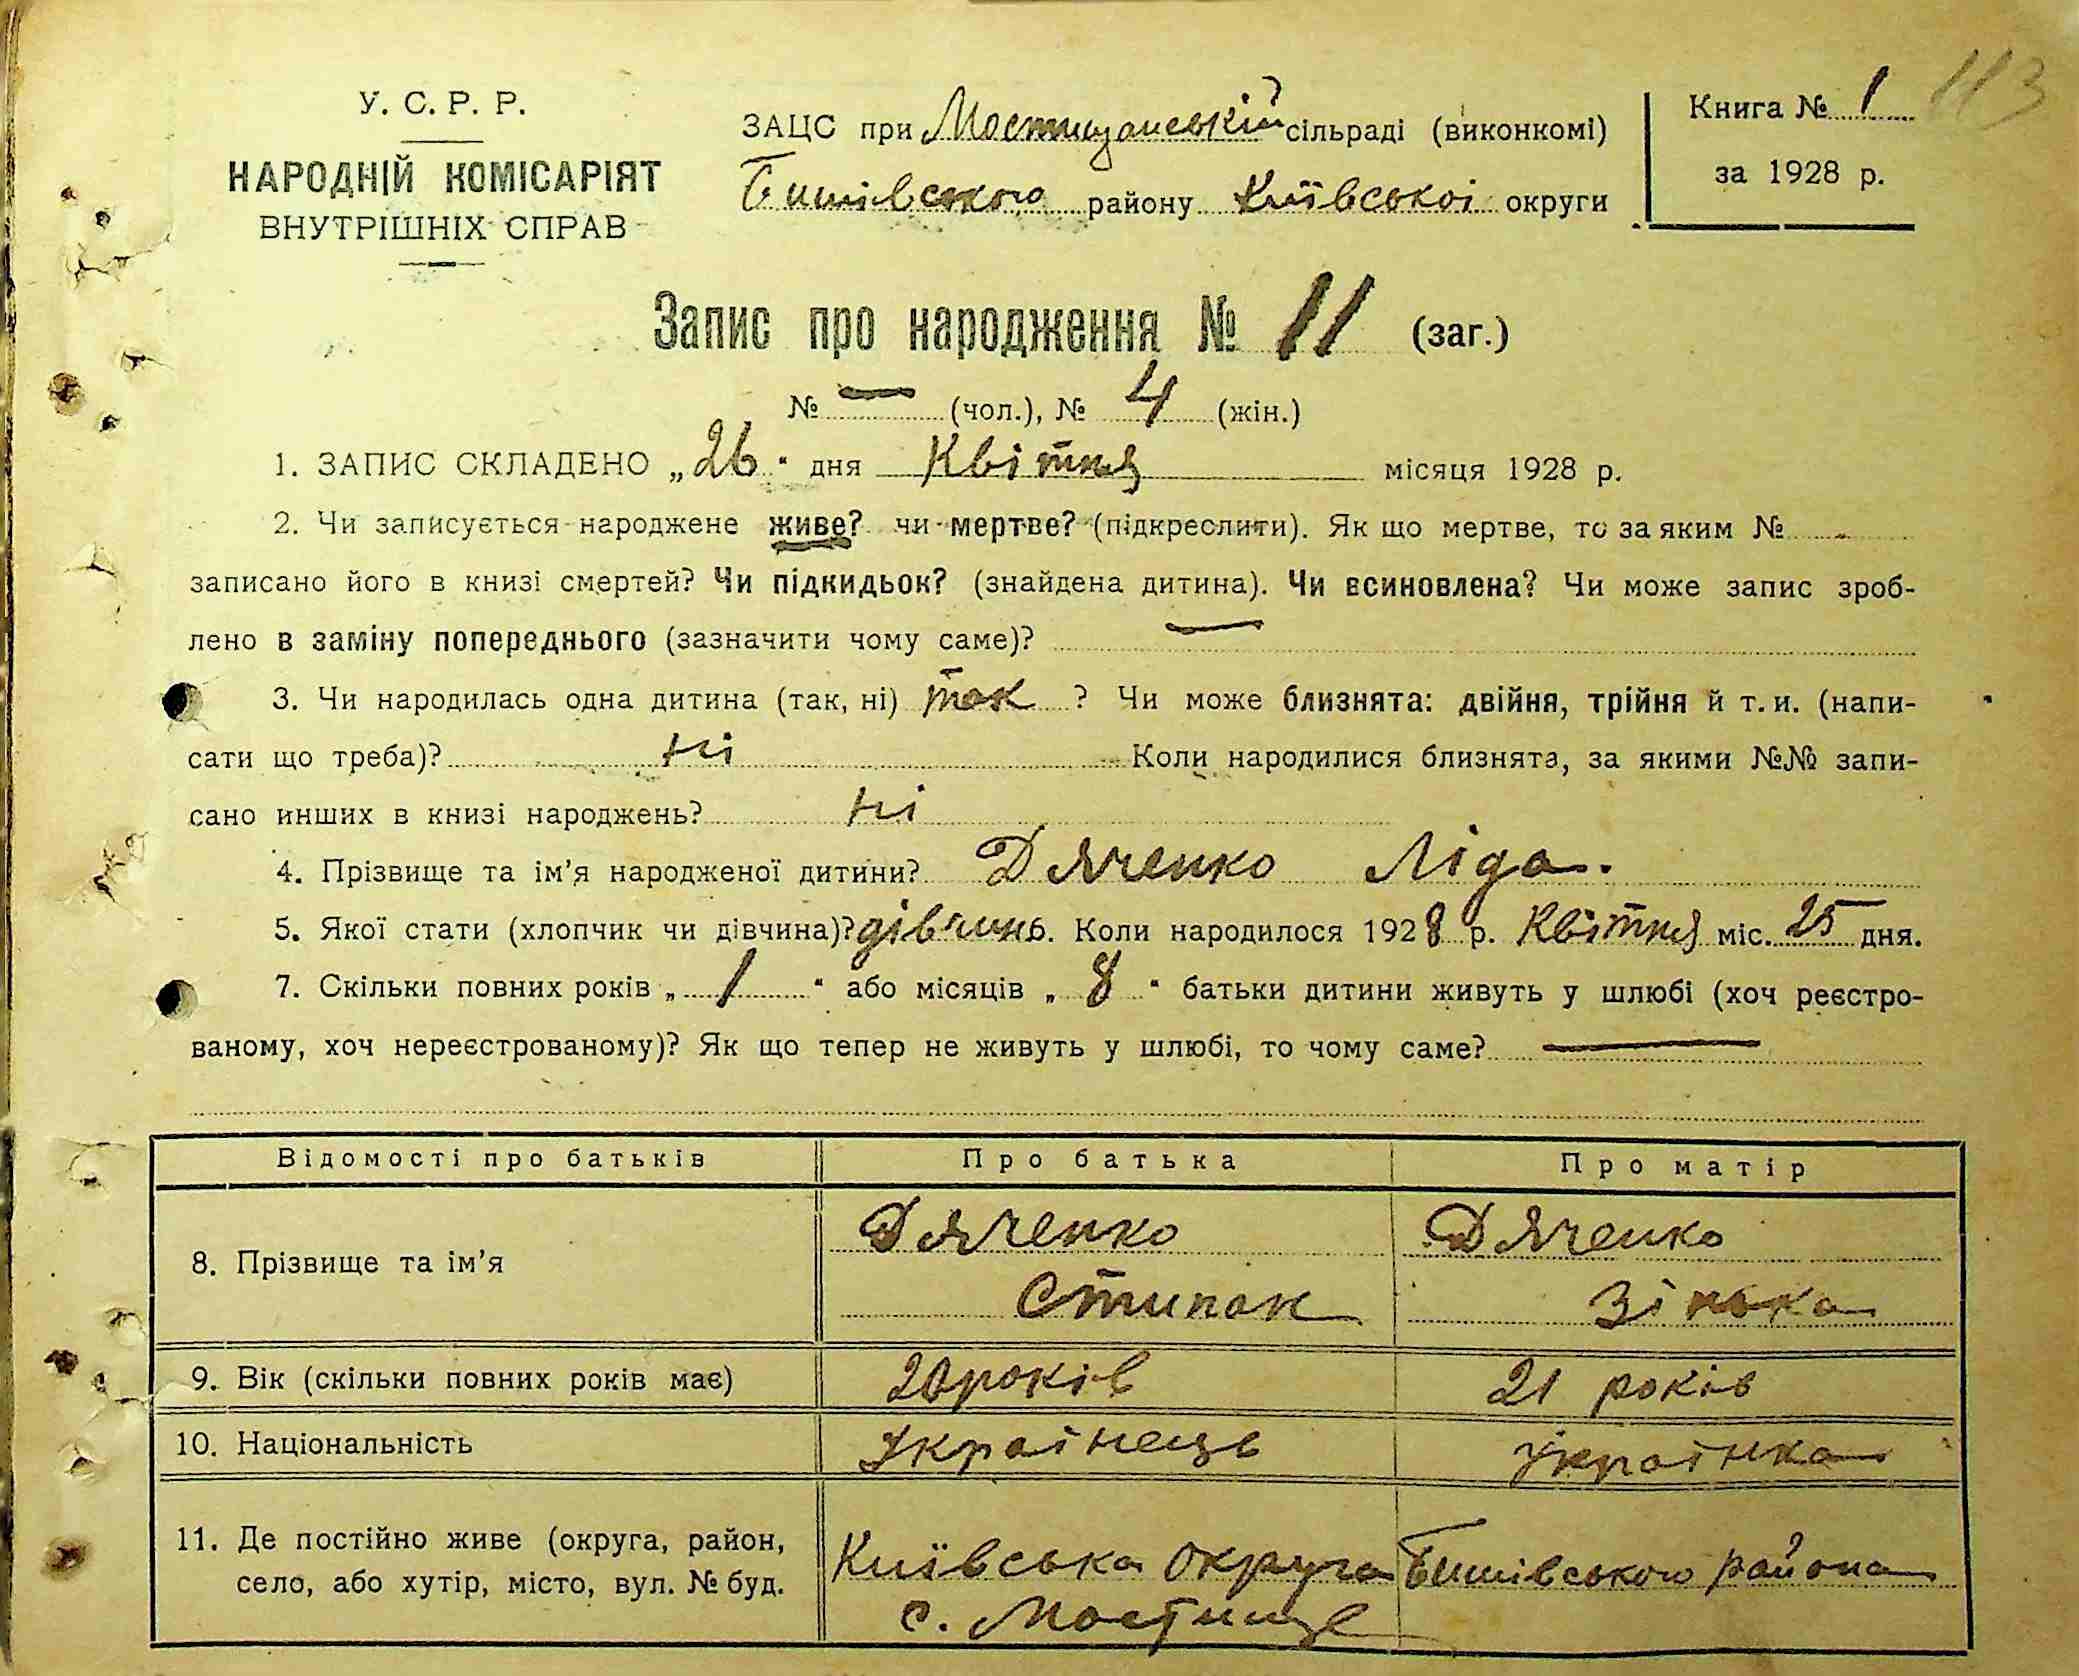 113
У. С. Р. Р.
НАРОДНІЙ КОМІСАРІЯТ
ВНУТРІШНІХ СПРАВ
ЗАЦС при Мостищанській сільраді (виконкомі)
Бишівського району Київської округи
Книга № 1
за 1928 р.
Запис про народження № 11 (заг.)
№ — (чол.), № 4 (жін.)
1. ЗАПИС СКЛАДЕНО „26" дня Квітня місяця 1928 р.
2. Чи записується народжене живе? чи мертве? (підкреслити). Як що мертве, то за яким № -
записано його в книзі смертей? Чи підкидьок? (знайдена дитина). Чи всиновлена? Чи може запис зроб-
лено в заміну попереднього (зазначити чому саме)? —
3. Чи народилась одна дитина (так, ні) так ? Чи може близнята: двійня, трійня й т. и. (напи-
сати що треба)? ні Коли народилися близнята, за якими №№ запи-
сано инших в книзі народжень? ні
4. Прізвище та ім'я народженої дитини? Дяченко Ліда.
5. Якої стати (хлопчик чи дівчина)? дівчина. Коли народилося 1928 р. Квітня міс. 25 дня.
7. Скільки повних років „ 1 " або місяців „ 8 " батьки дитини живуть у шлюбі (хоч реєстро-
ваному, хоч нереєстрованому)? Як що тепер не живуть у шлюбі, то чому саме? —
Відомості про батьків Про батька Про матір
8. Прізвище та ім'я Дяченко Дяченко
Стипан Зінька
9. Вік (скільки повних років має) 20 років 21 років
10. Національність Українець Українка
11. Де постійно живе (округа, район,
село, або хутір, місто, вул. № буд.
Київська округа Бишівського района
с. Мостище